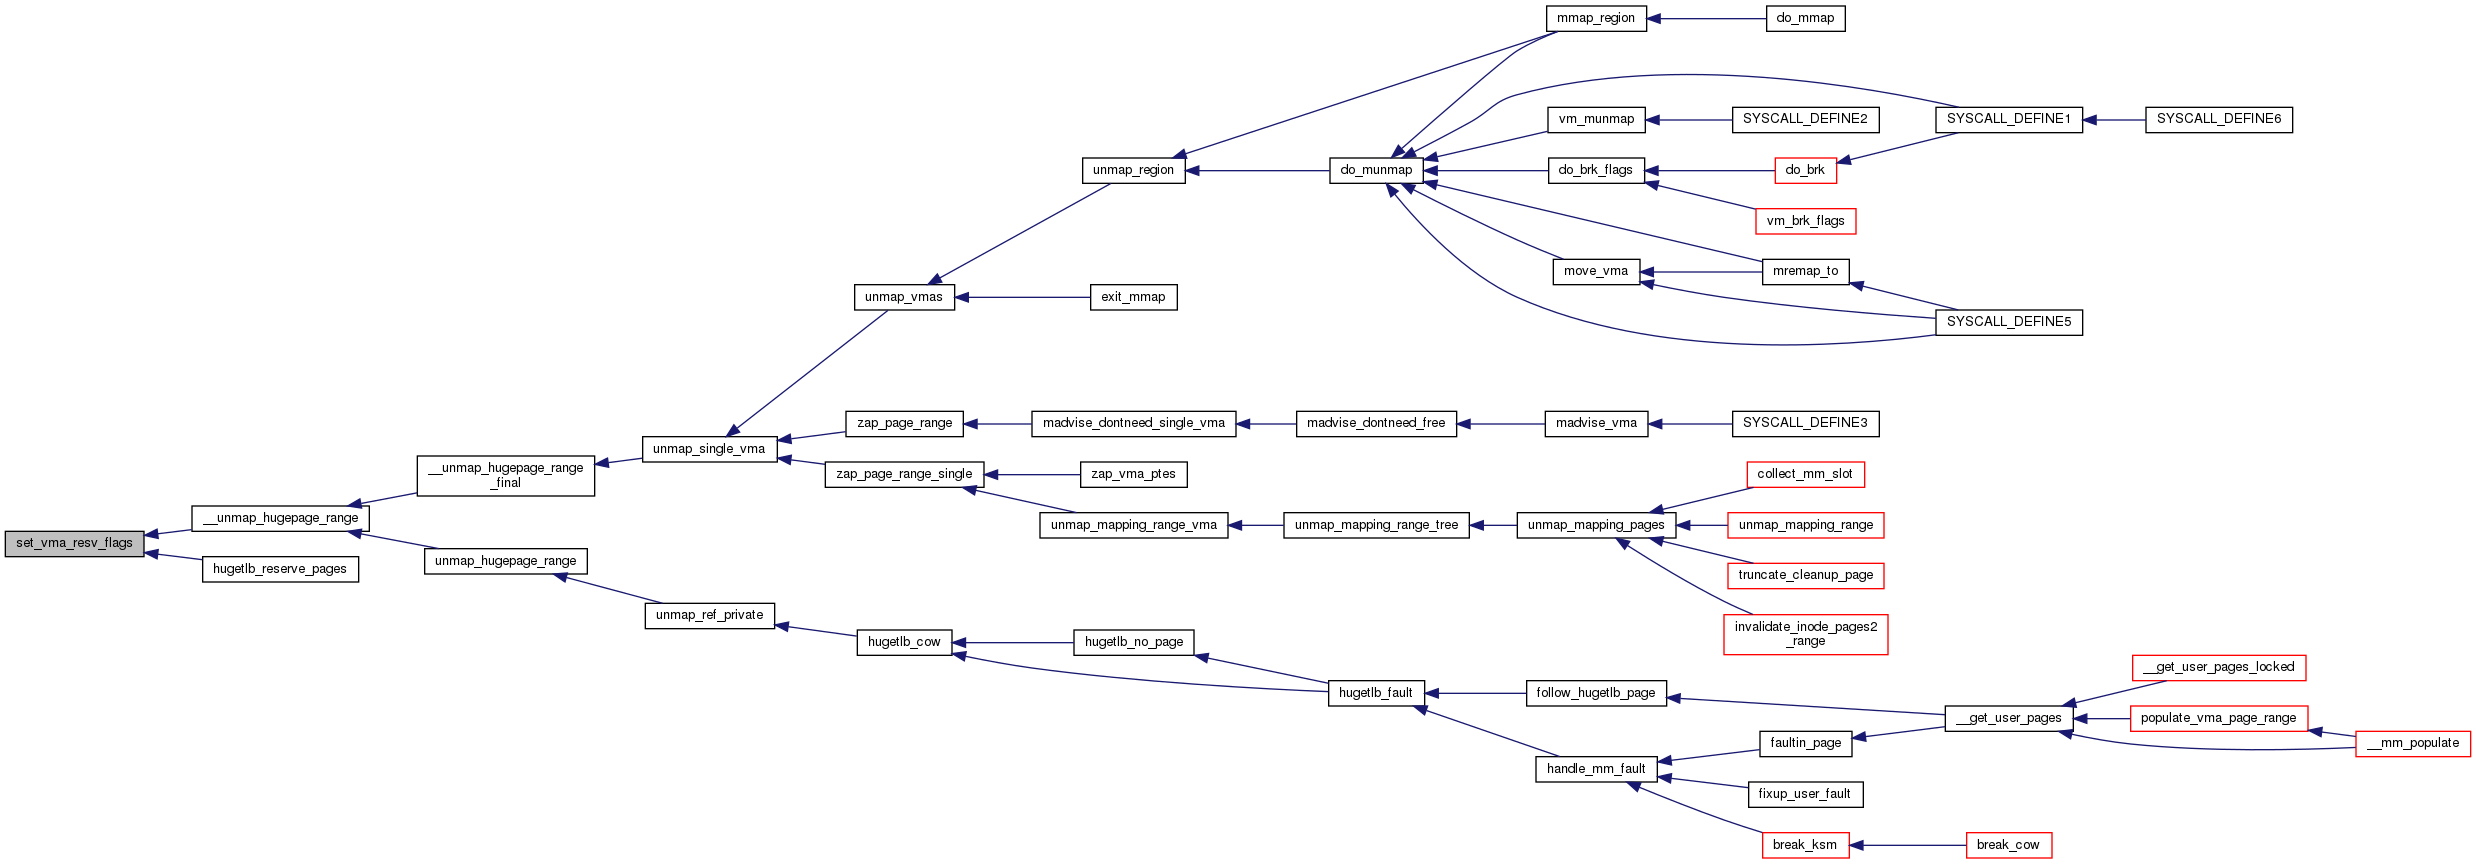 mmap_region
do_mmap
vm_munmap
SYSCALL_DEFINE2
SYSCALL_DEFINE1
SYSCALL_DEFINE6
unmap_region
do_munmap
do_brk_flags
do_brk
vm_brk_flags
move_vma
mremap_to
unmap_vmas
exit_mmap
SYSCALL_DEFINE5
zap_page_range
madvise_dontneed_single_vma
madvise_dontneed_free
madvise_vma
SYSCALL_DEFINE3
unmap_single_vma
__unmap_hugepage_range
_final
zap_page_range_single
zap_vma_ptes
collect_mm_slot
__unmap_hugepage_range
unmap_mapping_range_vma
unmap_mapping_range_tree
unmap_mapping_pages
unmap_mapping_range
set_vma_resv_flags
hugetlb_reserve_pages
unmap_hugepage_range
truncate_cleanup_page
unmap_ref_private
invalidate_inode_pages2
_range
hugetlb_cow
hugetlb_no_page
__get_user_pages_locked
hugetlb_fault
follow_hugetlb_page
__get_user_pages
populate_vma_page_range
faultin_page
__mm_populate
handle_mm_fault
fixup_user_fault
break_ksm
break_cow